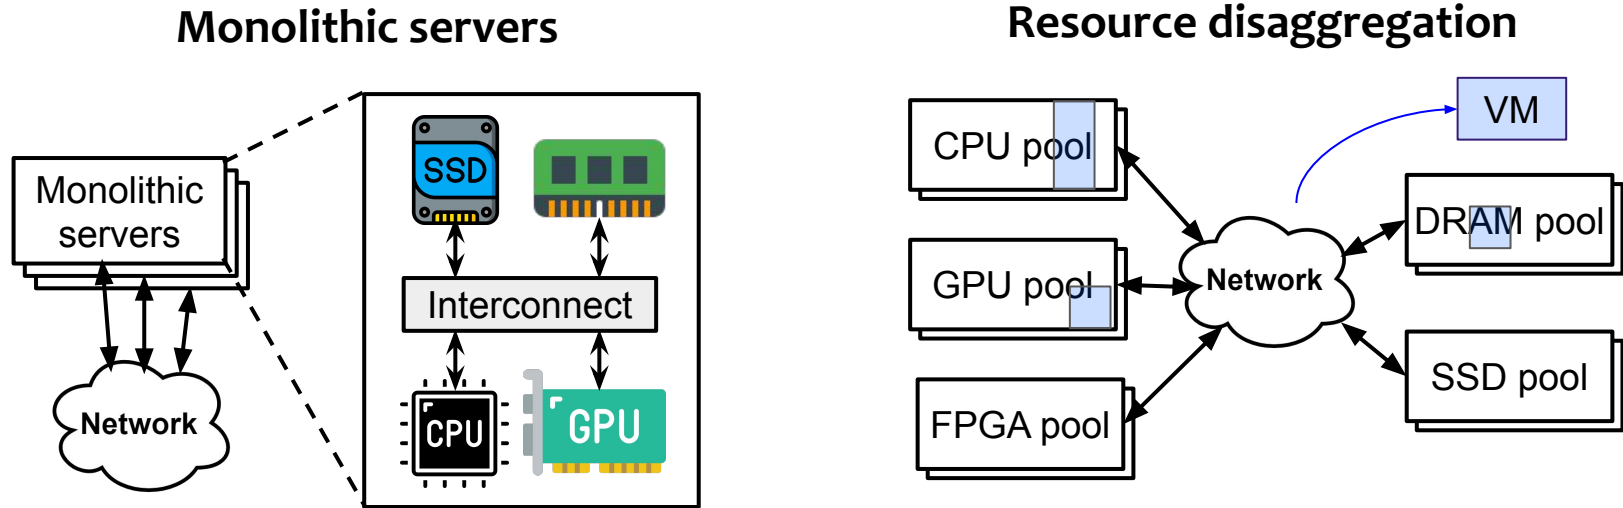 Monolithic servers
Monolithic
servers
Network
SSD
Interconnect
CPU
GPU
Resource disaggregation
CPU pool
GPU pool
FPGA pool
Network
VM
DRAM pool
SSD pool